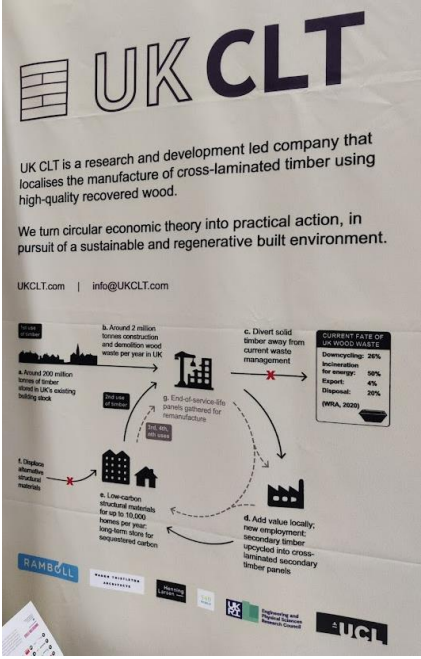 UK CLT
UK CLT is a research and development led company that
localises the manufacture of cross-laminated timber using
high-quality recovered wood.
We turn circular economic theory into practical action, in
pursuit of a sustainable and regenerative built environment.
UKCLT.com | info@UKCLT.com
1st use
of timber
a. Around 200 million
tonnes of timber
stored in UK's existing
building stock
b. Around 2 million
tonnes construction
and demolition wood
waste per year in UK
c. Divert solid
timber away from
current waste
management
CURRENT FATE OF
UK WOOD WASTE
Downcycling: 26%
Incineration
for energy: 50%
Export: 4%
Disposal: 20%
(WRA, 2020)
2nd use
of timber
g. End-of-service-life
panels gathered for
remanufacture
3rd, 4th,
nth uses
f. Displace
alternative
structural
materials
e. Low-carbon
structural materials
for up to 10,000
homes per year:
long-term store for
sequestered carbon
d. Add value locally;
new employment:
secondary timber
upcycled into cross-
laminated secondary
timber panels
RAMBOLL
WAUGH THISTLETON
ARCHITECTS
Henning
Larsen
UK
RI
Engineering and
Physical Sciences
Research Council
UCL